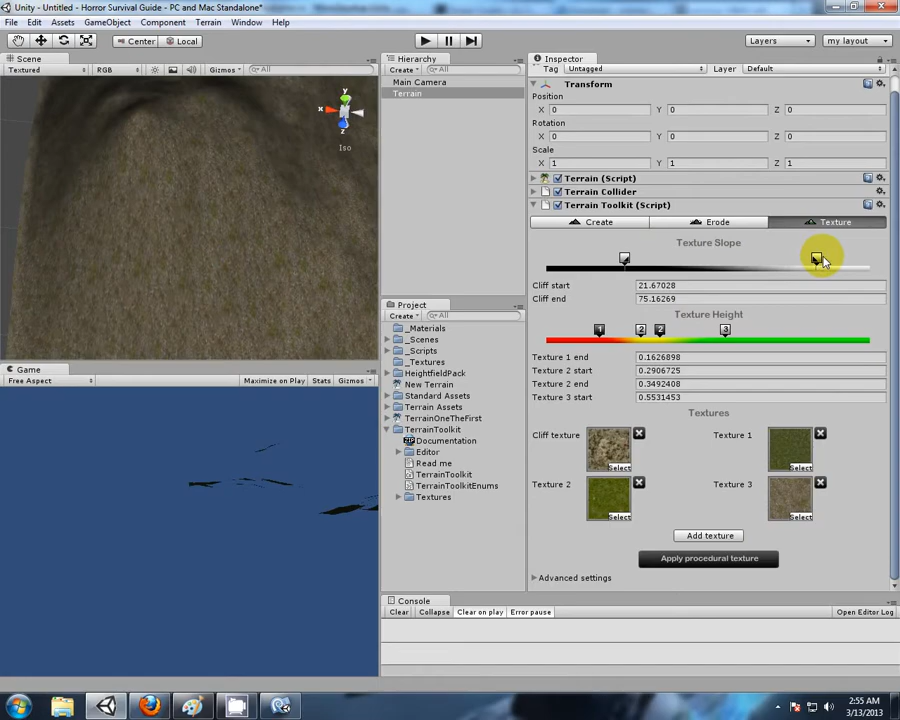 Unity - Untitled - Horror Survival Guide - PC and Mac Standalone*
File Edit Assets GameObject Component Terrain Window Help
Center Local Layers my layout
Scene
Textured RGB Gizmos All
y
x
z
Iso
Game
Free Aspect Maximize on Play Stats Gizmos
Hierarchy
Create All
Main Camera
Terrain
Project
Create All
_Materials
_Scenes
_Scripts
_Textures
HeightfieldPack
New Terrain
Standard Assets
Terrain Assets
TerrainOneTheFirst
TerrainToolkit
Documentation
Editor
Read me
TerrainToolkit
TerrainToolkitEnums
Textures
Inspector
Tag Untagged Layer Default
Transform
Position
X 0 Y 0 Z 0
Rotation
X 0 Y 0 Z 0
Scale
X 1 Y 1 Z 1
Terrain (Script)
Terrain Collider
Terrain Toolkit (Script)
Create Erode Texture
Texture Slope
Cliff start 21.67028
Cliff end 75.16269
Texture Height
1 2 2 3
Texture 1 end 0.1626898
Texture 2 start 0.2906725
Texture 2 end 0.3492408
Texture 3 start 0.5531453
Textures
Cliff texture Select Texture 1 Select
Texture 2 Select Texture 3 Select
Add texture
Apply procedural texture
Advanced settings
Console
Clear Collapse Clear on play Error pause Open Editor Log
2:55 AM
3/13/2013